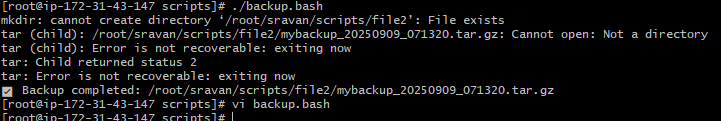 [root@ip-172-31-43-147 scripts]# ./backup.bash
mkdir: cannot create directory ‘/root/sravan/scripts/file2’: File exists
tar (child): /root/sravan/scripts/file2/mybackup_20250909_071320.tar.gz: Cannot open: Not a directory
tar (child): Error is not recoverable: exiting now
tar: Child returned status 2
tar: Error is not recoverable: exiting now
✅ Backup completed: /root/sravan/scripts/file2/mybackup_20250909_071320.tar.gz
[root@ip-172-31-43-147 scripts]# vi backup.bash
[root@ip-172-31-43-147 scripts]#